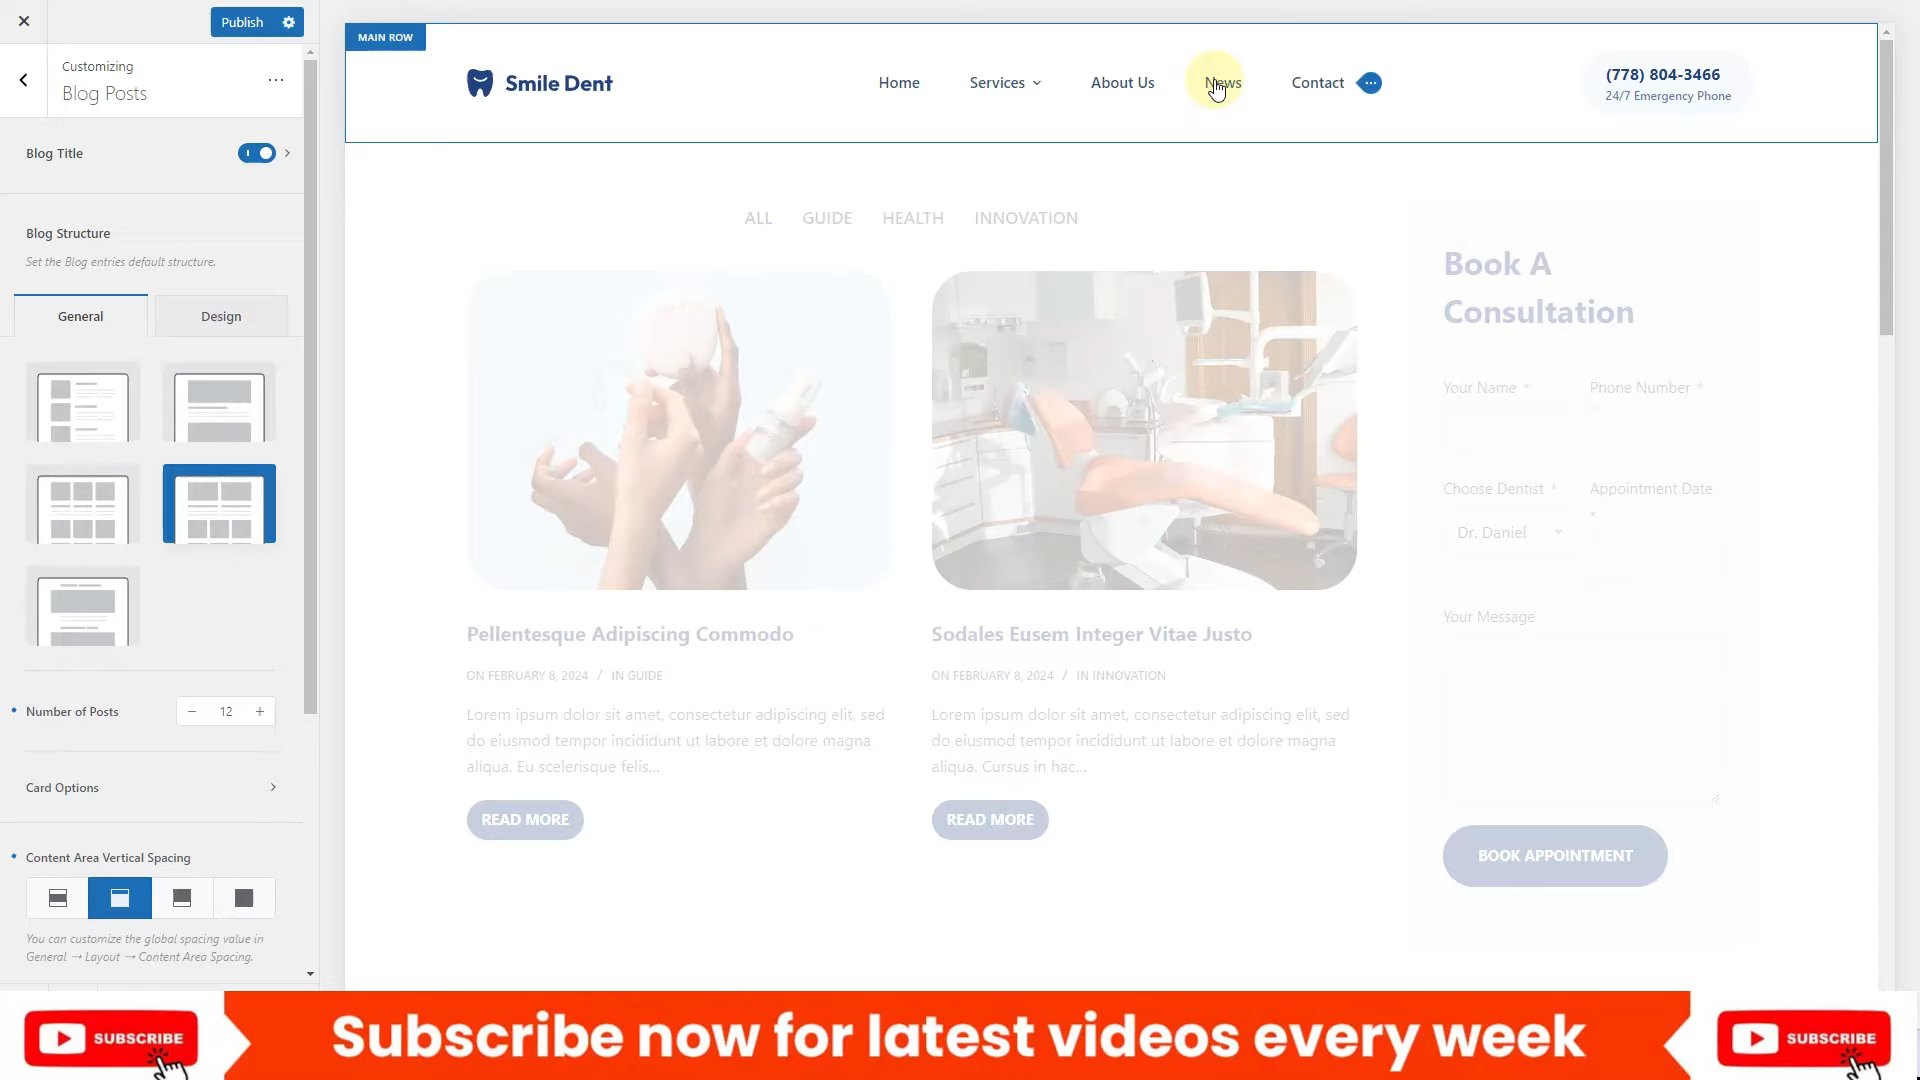 Publish
Customizing
Blog Posts
Blog Title
Blog Structure
Set the Blog entries default structure.
General
Design
Number of Posts
12
Card Options
Content Area Vertical Spacing
You can customize the global spacing value in
General → Layout → Content Area Spacing.
MAIN ROW
Smile Dent
Home
Services
About Us
News
Contact
(778) 804-3466
24/7 Emergency Phone
ALL
GUIDE
HEALTH
INNOVATION
Pellentesque Adipiscing Commodo
ON FEBRUARY 8, 2024 / IN GUIDE
Lorem ipsum dolor sit amet, consectetur adipiscing elit, sed
do eiusmod tempor incididunt ut labore et dolore magna
aliqua. Eu scelerisque felis...
READ MORE
Sodales Eusem Integer Vitae Justo
ON FEBRUARY 8, 2024 / IN INNOVATION
Lorem ipsum dolor sit amet, consectetur adipiscing elit, sed
do eiusmod tempor incididunt ut labore et dolore magna
aliqua. Cursus in hac...
READ MORE
Book A
Consultation
Your Name *
Phone Number *
Choose Dentist *
Appointment Date
*
Dr. Daniel
Your Message
BOOK APPOINTMENT
SUBSCRIBE
Subscribe now for latest videos every week
SUBSCRIBE